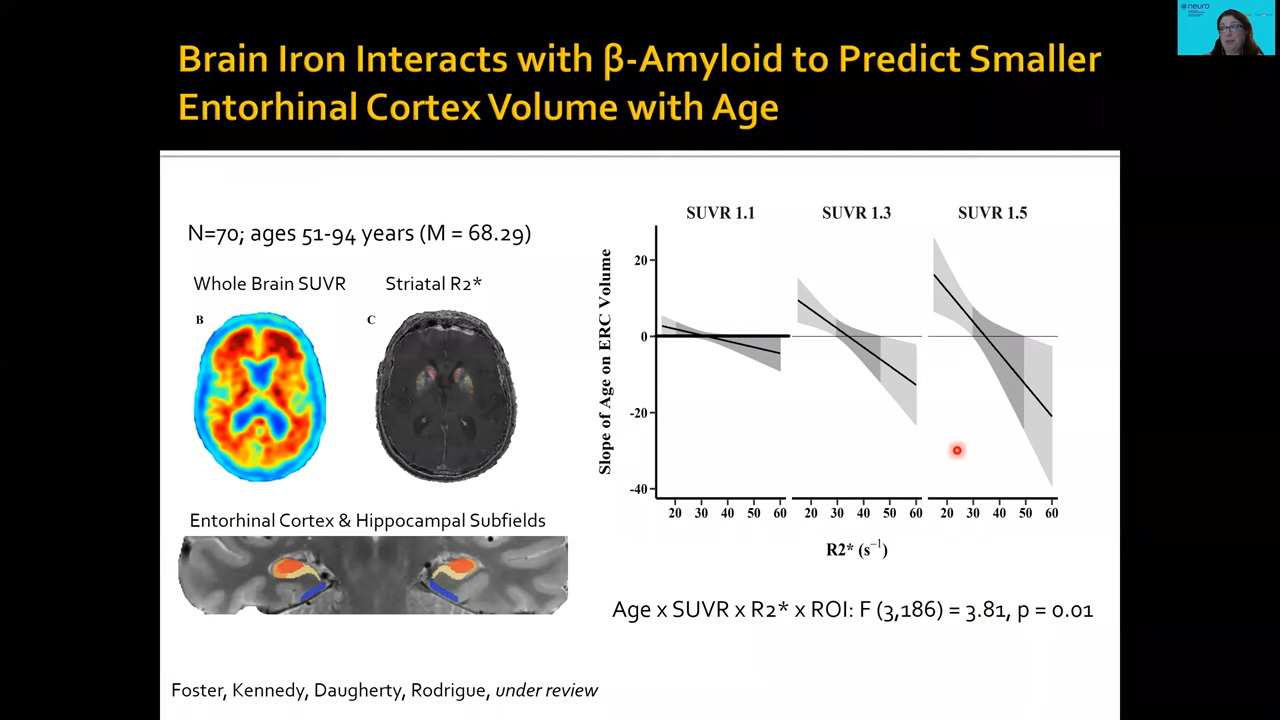 Brain Iron Interacts with β-Amyloid to Predict Smaller
Entorhinal Cortex Volume with Age
neuro
N=70; ages 51-94 years (M = 68.29)
Whole Brain SUVR
Striatal R2*
B
C
Entorhinal Cortex & Hippocampal Subfields
SUVR 1.1
SUVR 1.3
SUVR 1.5
Slope of Age on ERC Volume
20
0
-20
-40
20 30 40 50 60
20 30 40 50 60
20 30 40 50 60
R2* (s⁻¹)
Age x SUVR x R2* x ROI: F (3,186) = 3.81, p = 0.01
Foster, Kennedy, Daugherty, Rodrigue, under review